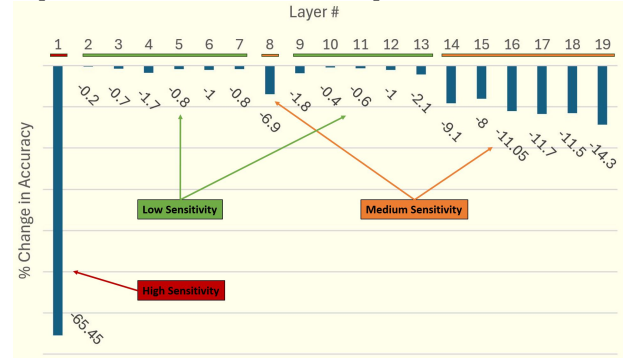 Layer #
1 2 3 4 5 6 7 8 9 10 11 12 13 14 15 16 17 18 19
-0.2 -0.7 -1.7 -0.8 -1 -0.8 -6.9 -1.8 -0.4 -0.6 -1 -2.1 -9.1 -8 -11.05 -11.7 -11.5 -14.3
% Change in Accuracy
Low Sensitivity
Medium Sensitivity
High Sensitivity
-65.45